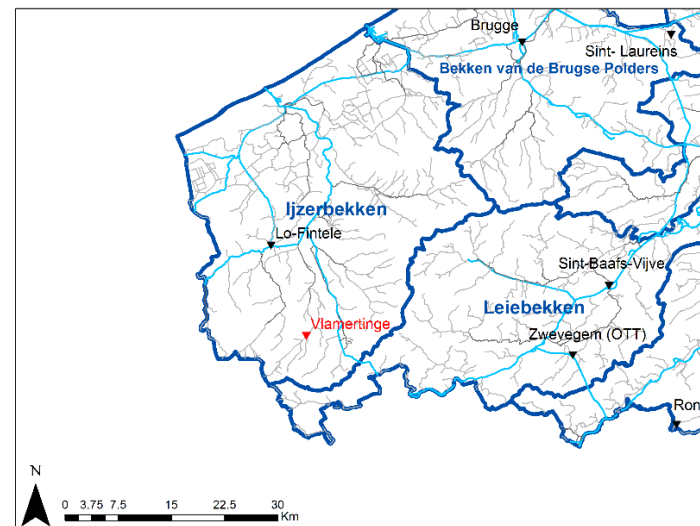 Brugge
Sint- Laureins
Bekken van de Brugse Polders
Ijzerbekken
Lo-Fintele
Sint-Baafs-Vijve
Leiebekken
Vlamertinge
Zwevegem (OTT)
Ron
N
0 3.75 7.5 15 22.5 30
Km